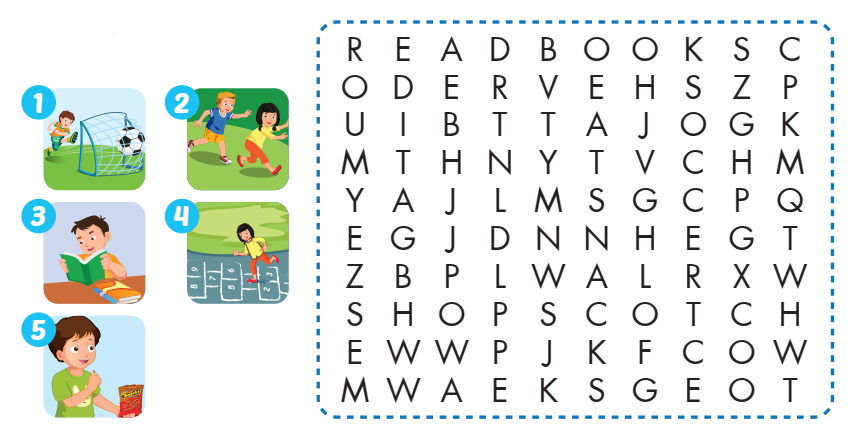 1
2
3
4
5
R E A D B O O K S C
O D E R V E H S Z P
U I B T T A J O G K
M T H N Y T V C H M
Y A J L M S G C P Q
E G J D N N H E G T
Z B P L W A L R X W
S H O P S C O T C H
E W W P J K F C O W
M W A E K S G E O T